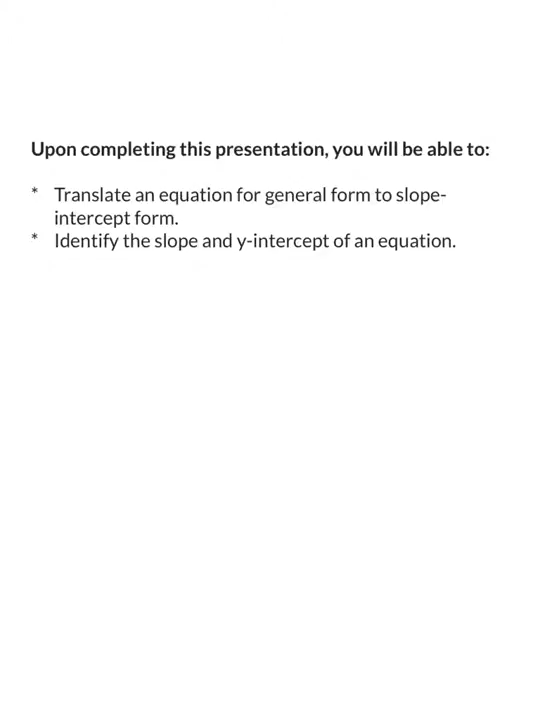 Upon completing this presentation, you will be able to:
* Translate an equation for general form to slope-
intercept form.
* Identify the slope and y-intercept of an equation.